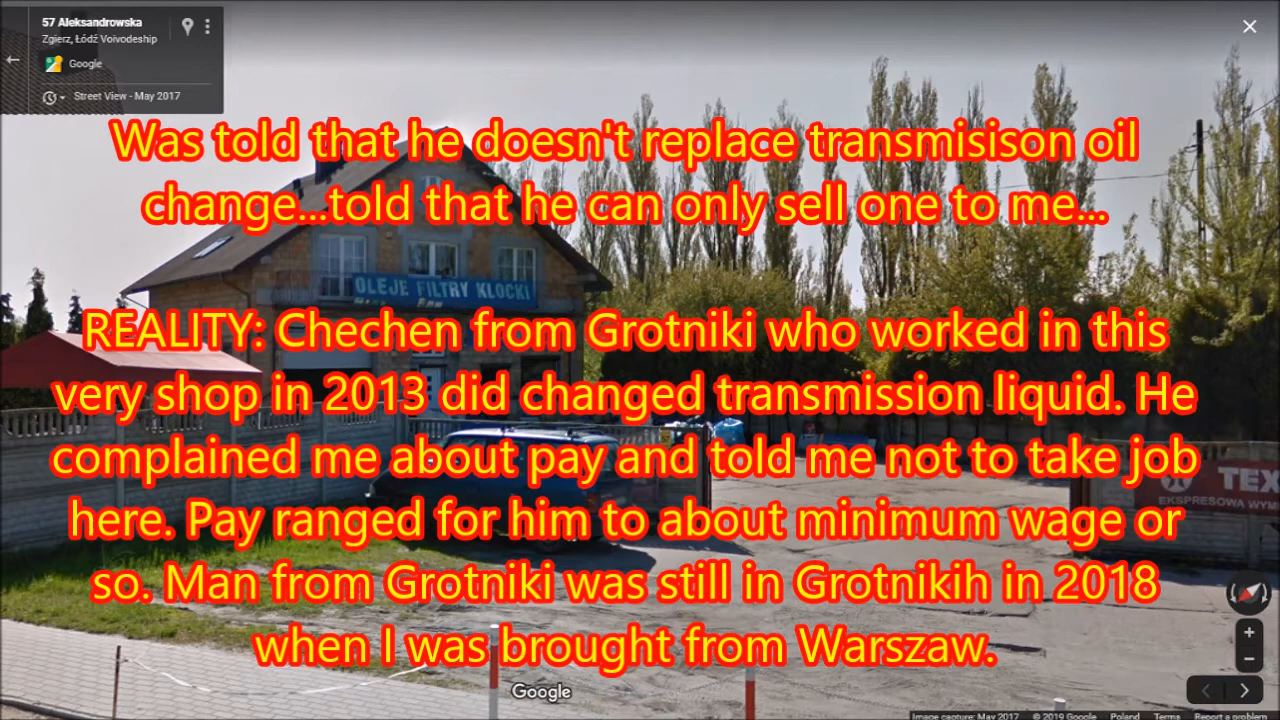 57 Aleksandrowska
Zgierz, Łódź Voivodeship
Google
Street View - May 2017
Was told that he doesn't replace transmisison oil
change...told that he can only sell one to me...
OLEJE FILTRY KLOCKI
REALITY: Chechen from Grotniki who worked in this
very shop in 2013 did changed transmission liquid. He
complained me about pay and told me not to take job
here. Pay ranged for him to about minimum wage or
so. Man from Grotniki was still in Grotnikih in 2018
when I was brought from Warszaw.
TEX
EKSPRESOWA WYM
Google
Image capture: May 2017 © 2019 Google Poland Terms Report a problem